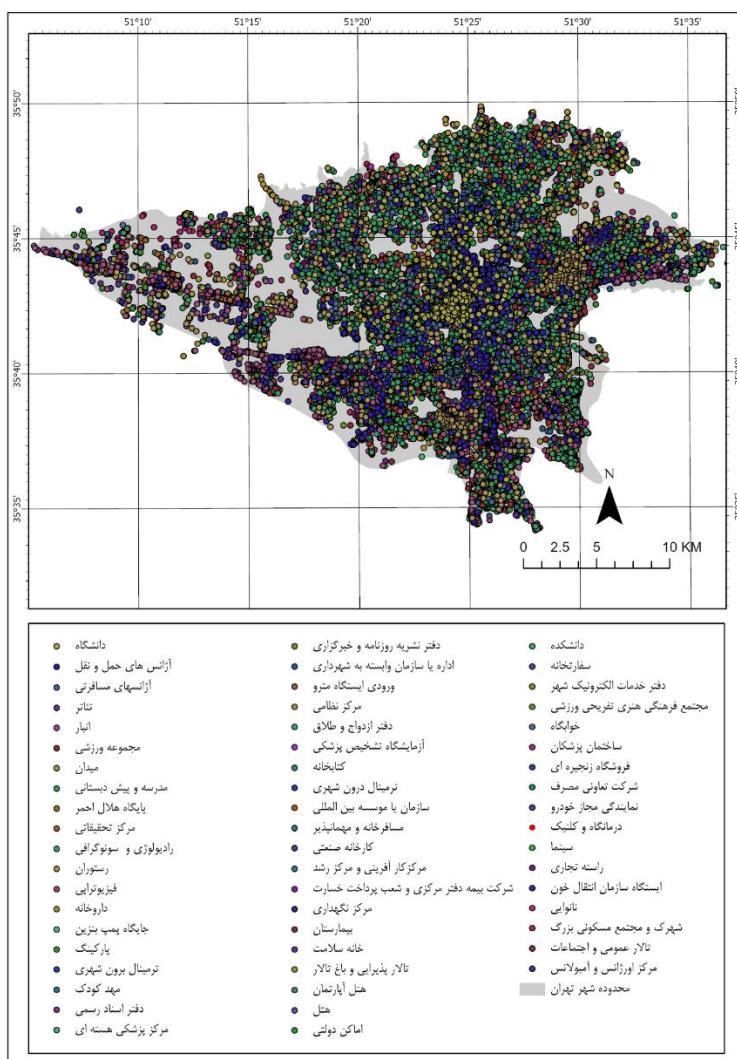 51°10'
51°15'
51°20'
51°25'
51°30'
51°35'
35°50'
35°45'
35°40'
35°35'
N
0 2.5 5 10 KM
دانشگاه
آژانس های حمل و نقل
آژانسهای مسافرتی
تئاتر
انبار
مجموعه ورزشی
میدان
مدرسه و پیش دبستانی
پایگاه هلال احمر
مرکز تحقیقاتی
رادیولوژی و سونوگرافی
رستوران
فیزیوتراپی
داروخانه
جایگاه پمپ بنزین
پارکینگ
ترمینال برون شهری
مهد کودک
دفتر اسناد رسمی
مرکز پزشکی هسته ای
دفتر نشریه روزنامه و خبرگزاری
اداره یا سازمان وابسته به شهرداری
ورودی ایستگاه مترو
مرکز نظامی
دفتر ازدواج و طلاق
آزمایشگاه تشخیص پزشکی
کتابخانه
ترمینال درون شهری
سازمان یا موسسه بین المللی
مسافرخانه و مهمانپذیر
کارخانه صنعتی
مرکزکار آفرینی و مرکز رشد
شرکت بیمه دفتر مرکزی و شعب پرداخت خسارت
مرکز نگهداری
بیمارستان
خانه سلامت
تالار پذیرایی و باغ تالار
هتل آپارتمان
هتل
اماکن دولتی
دانشکده
سفارتخانه
دفتر خدمات الکترونیک شهر
مجتمع فرهنگی هنری تفریحی ورزشی
خوابگاه
ساختمان پزشکان
فروشگاه زنجیره ای
شرکت تعاونی مصرف
نمایندگی مجاز خودرو
درمانگاه و کلنیک
سینما
راسته تجاری
ایستگاه سازمان انتقال خون
نانوایی
شهرک و مجتمع مسکونی بزرگ
تالار عمومی و اجتماعات
مرکز اورژانس و آمبولانس
محدوده شهر تهران